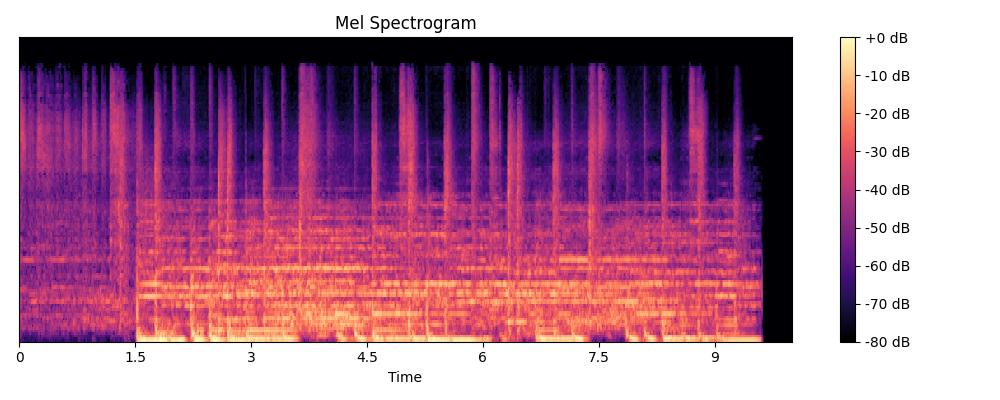 Mel Spectrogram
+0 dB
-10 dB
-20 dB
-30 dB
-40 dB
-50 dB
-60 dB
-70 dB
-80 dB
0 1.5 3 4.5 6 7.5 9
Time